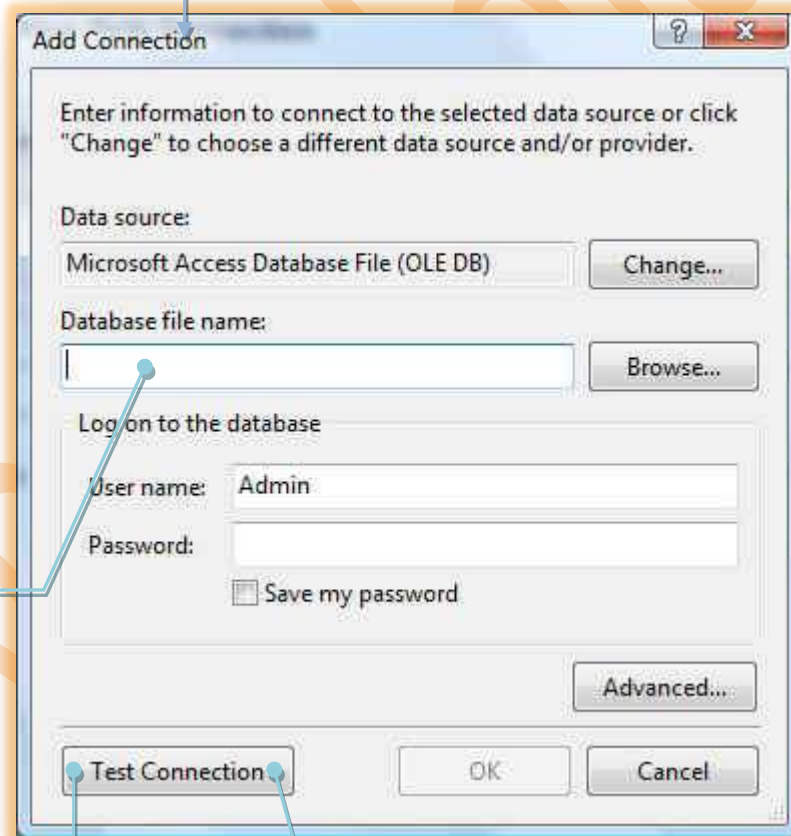 Add Connection
Enter information to connect to the selected data source or click
"Change" to choose a different data source and/or provider.
Data source:
Microsoft Access Database File (OLE DB)
Change...
Database file name:
Browse...
Log on to the database
User name:
Admin
Password:
Save my password
Advanced...
Test Connection
OK
Cancel